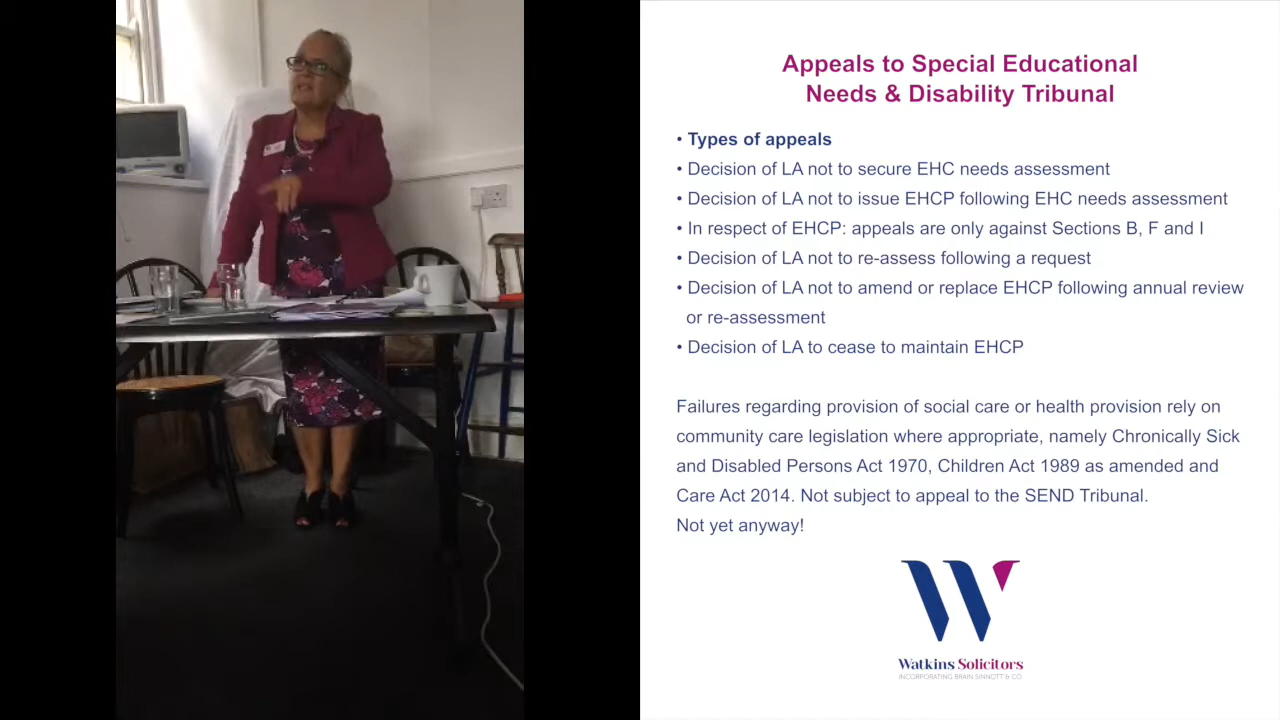 Appeals to Special Educational
Needs & Disability Tribunal
• Types of appeals
• Decision of LA not to secure EHC needs assessment
• Decision of LA not to issue EHCP following EHC needs assessment
• In respect of EHCP: appeals are only against Sections B, F and I
• Decision of LA not to re-assess following a request
• Decision of LA not to amend or replace EHCP following annual review
or re-assessment
• Decision of LA to cease to maintain EHCP
Failures regarding provision of social care or health provision rely on
community care legislation where appropriate, namely Chronically Sick
and Disabled Persons Act 1970, Children Act 1989 as amended and
Care Act 2014. Not subject to appeal to the SEND Tribunal.
Not yet anyway!
W
Watkins Solicitors
INCORPORATING BRAIN SINNOTT & CO